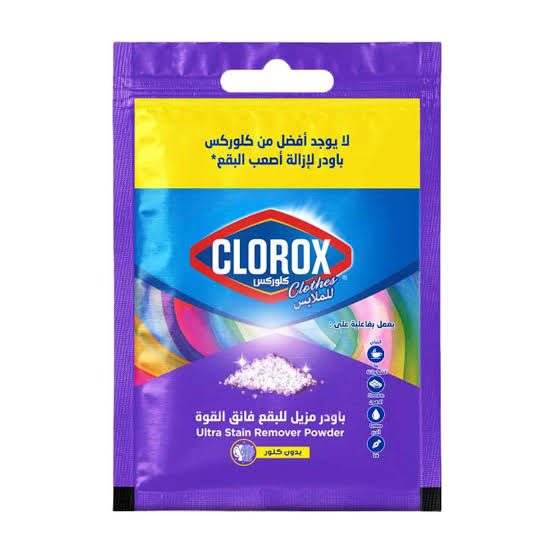 لا يوجد أفضل من كلوركس
باودر لإزالة أصعب البقع*
CLOROX
كلوركس
®
Clothes
للملابس
يعمل بفاعلية على:
باودر مزيل للبقع فائق القوة
Ultra Stain Remover Powder
بدون كلور